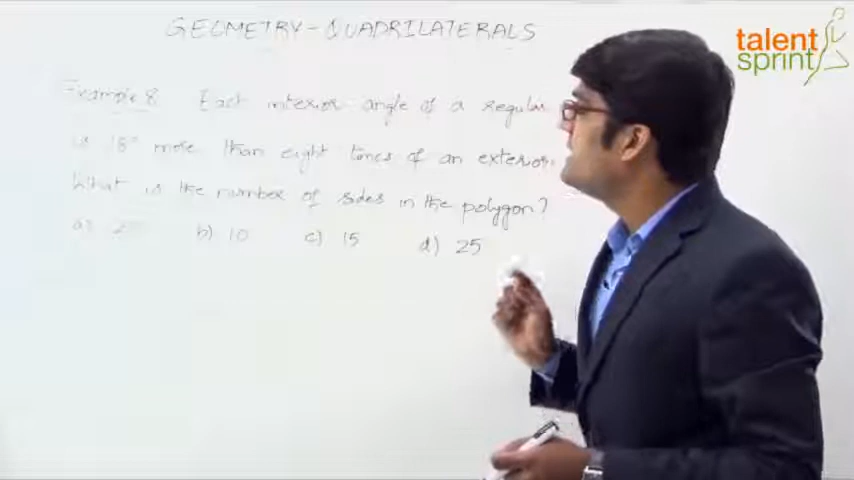 GEOMETRY - QUADRILATERALS
talent
sprint
Example 8 Each interior angle of a regular
is 18° more than eight times of an exterior
What is the number of sides in the polygon?
a) b) 10 c) 15 d) 25